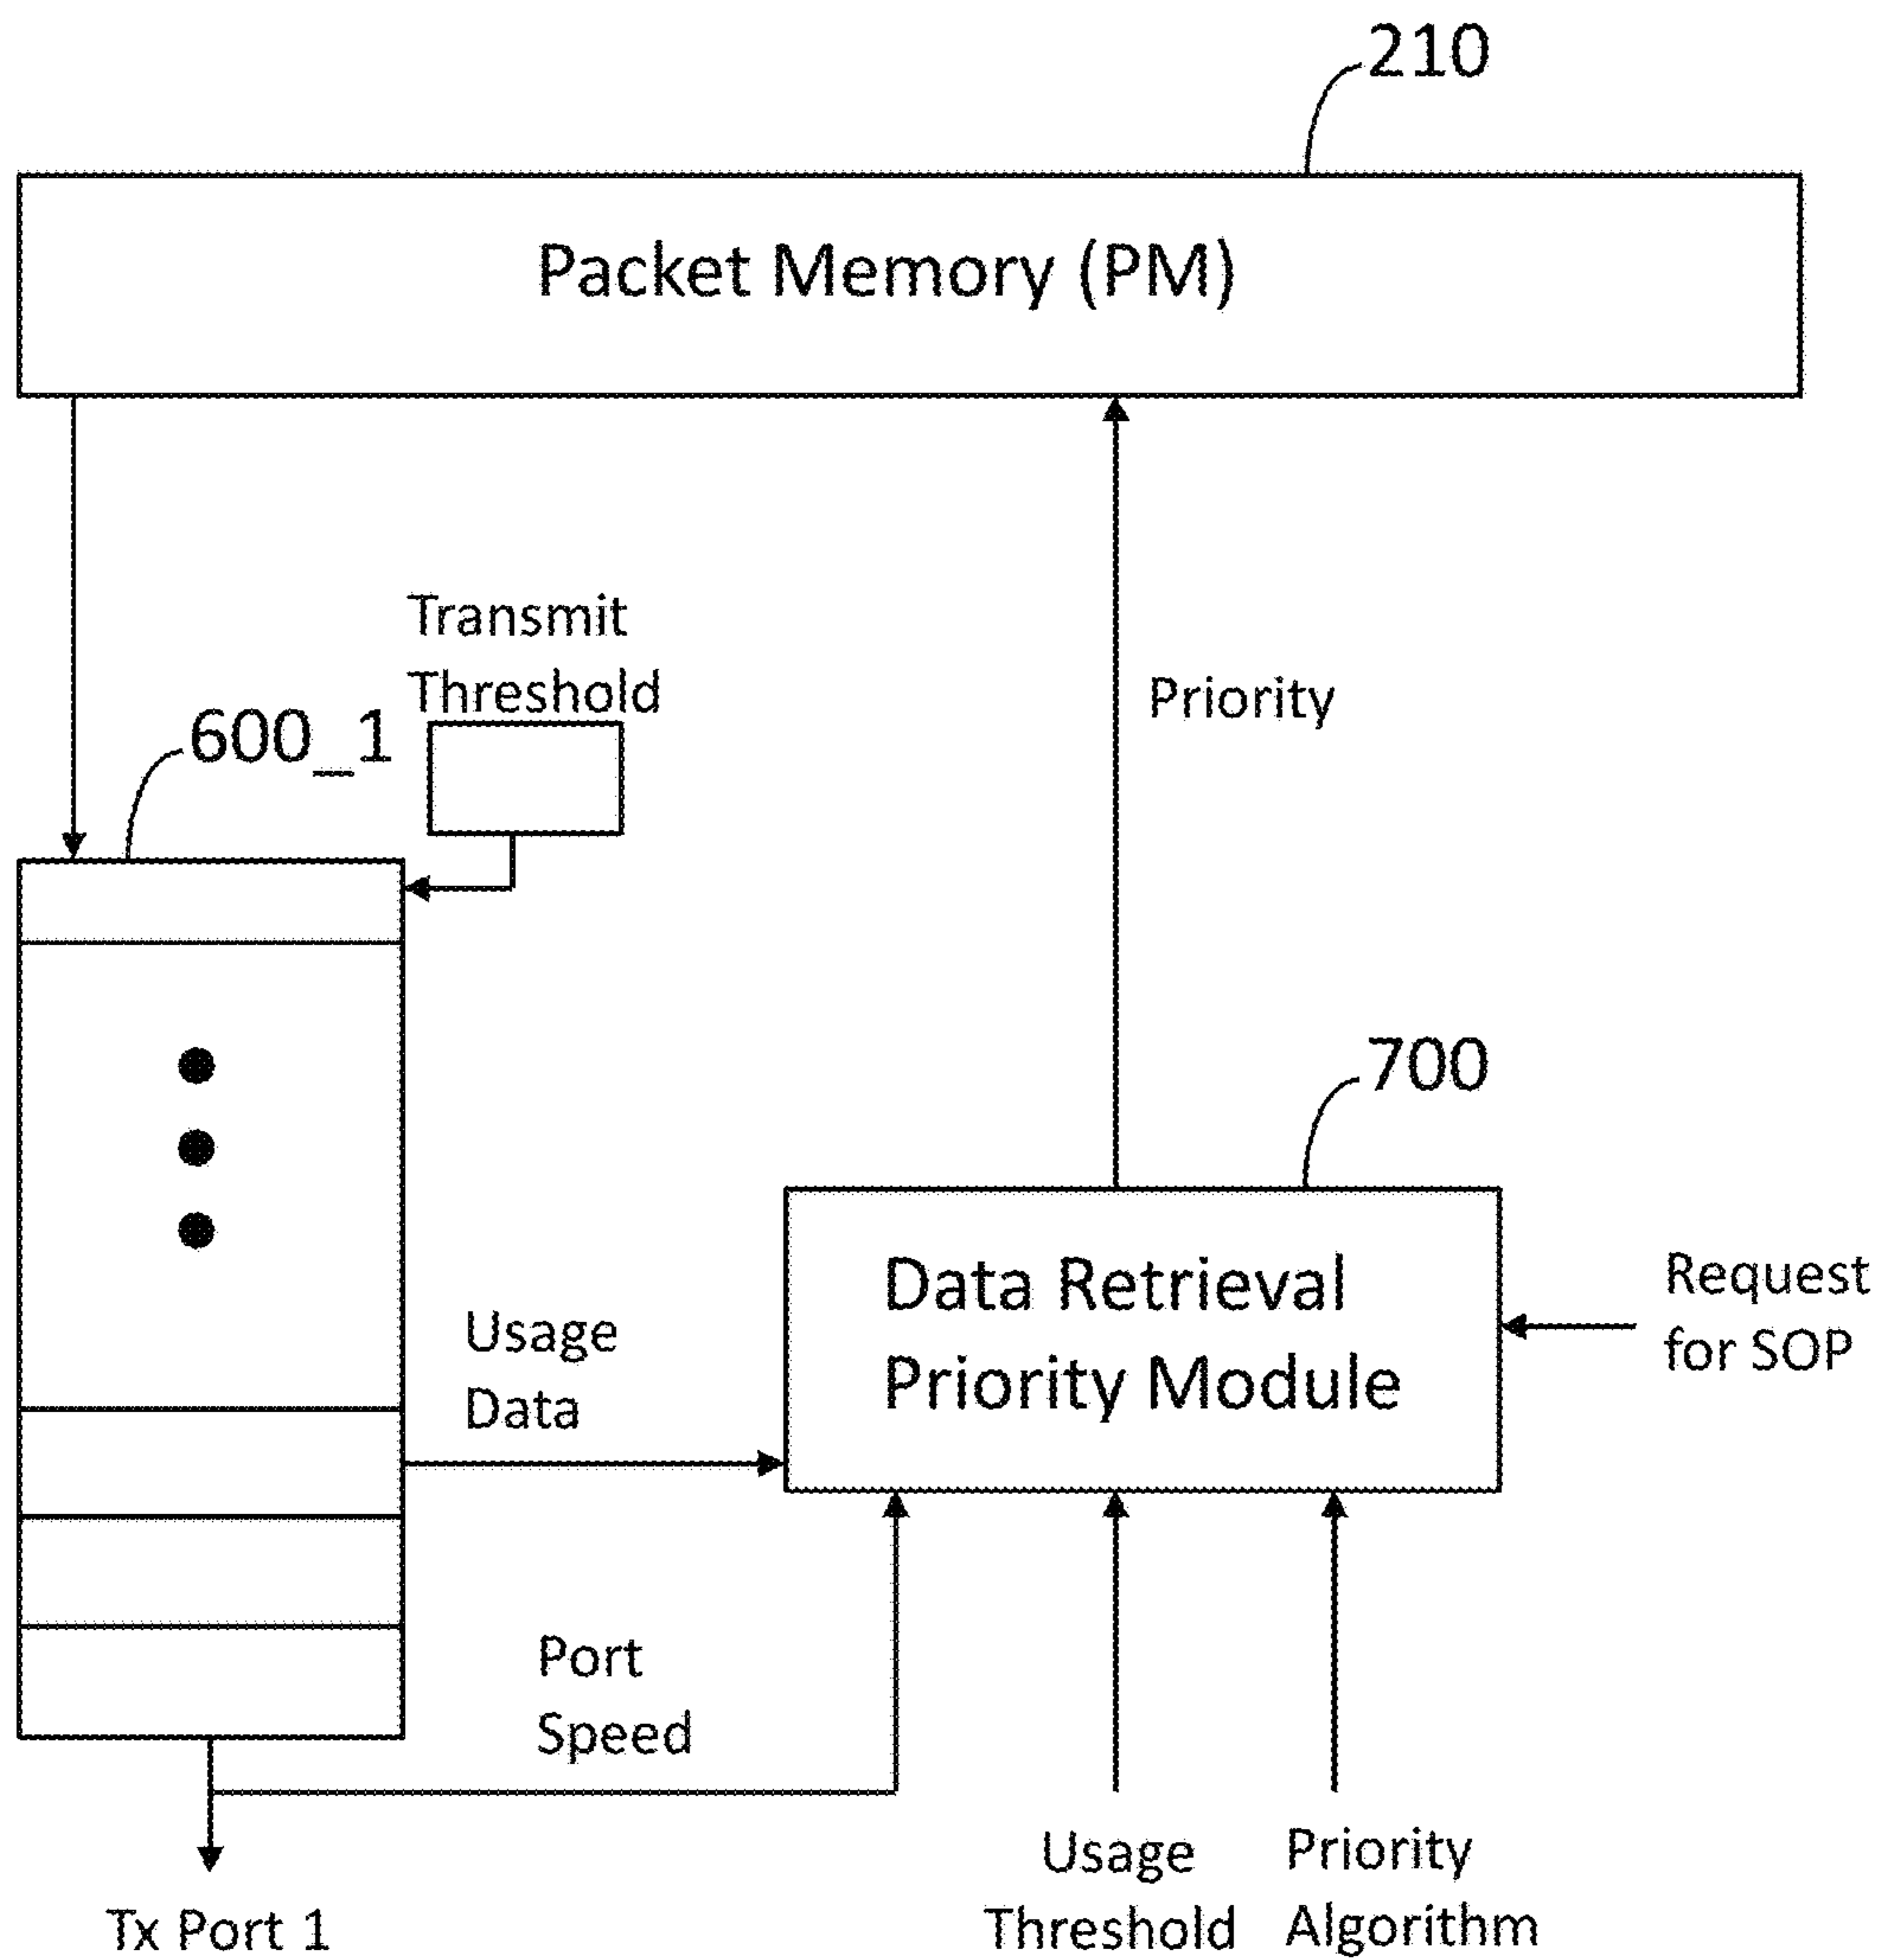 210
Packet Memory (PM)
Transmit
Threshold
600_1
Priority
700
Data Retrieval
Priority Module
Request
for SOP
Usage
Data
Port
Speed
Usage
Threshold
Priority
Algorithm
Tx Port 1